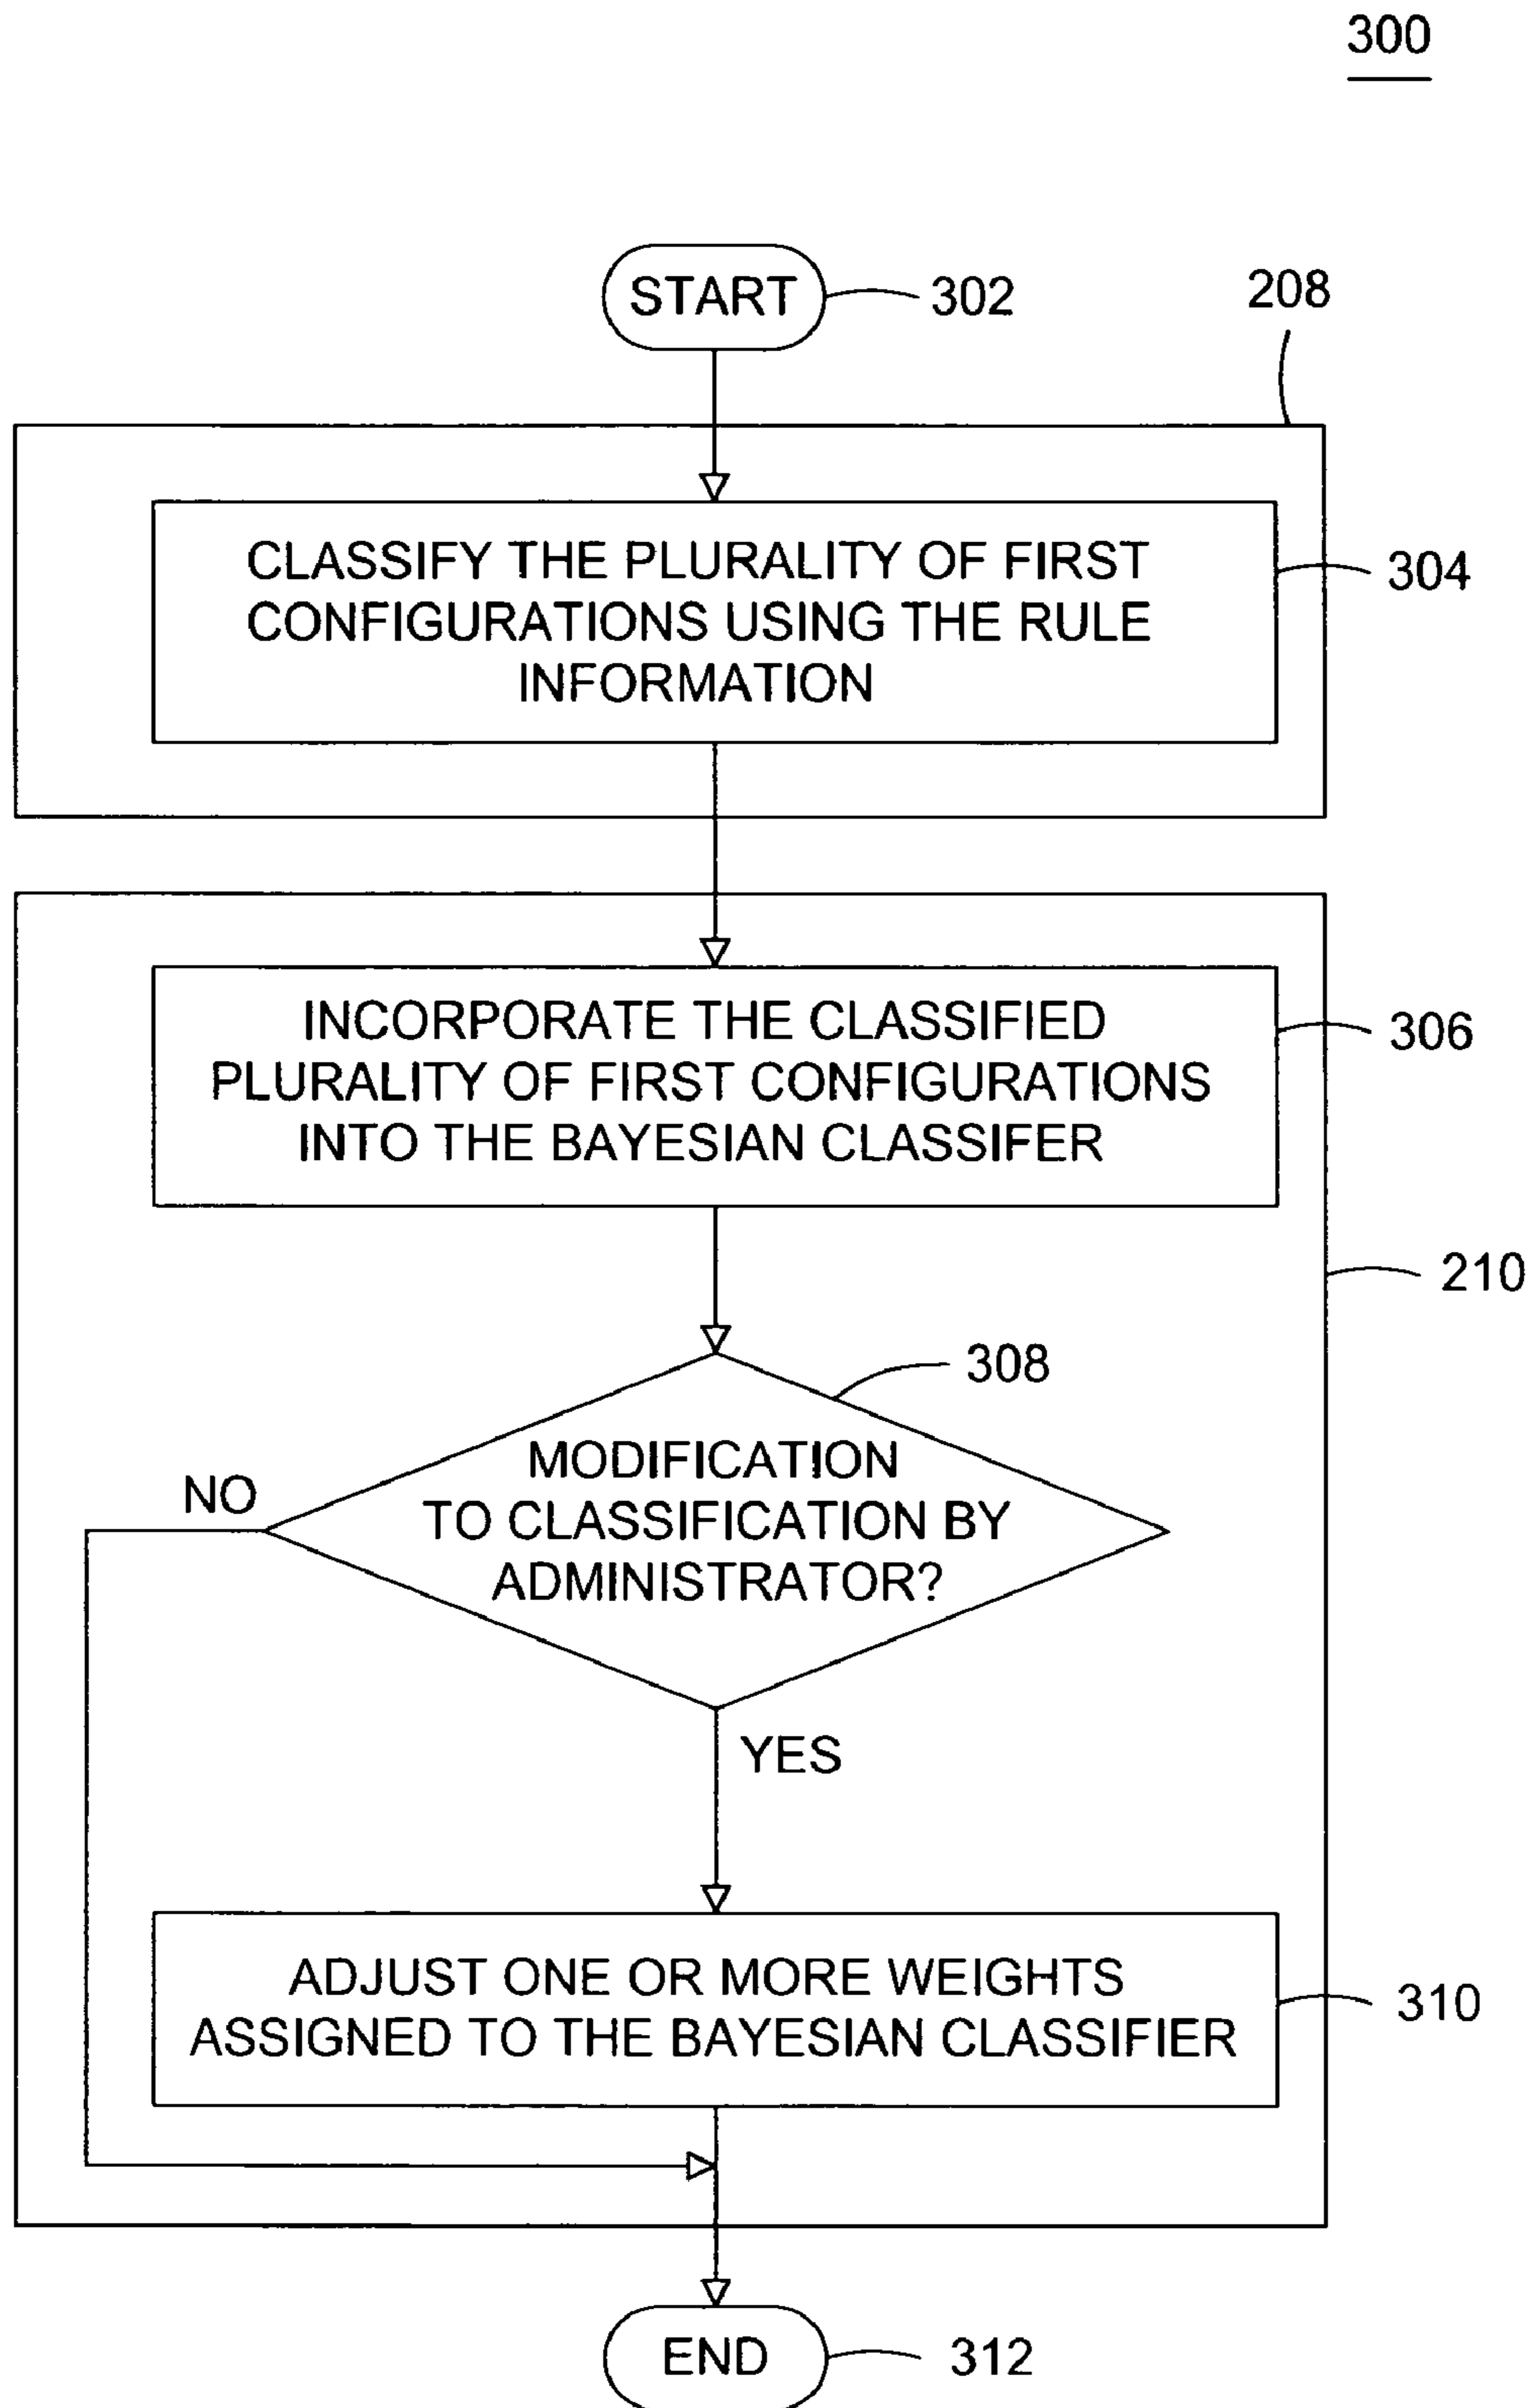 300
START
302
208
CLASSIFY THE PLURALITY OF FIRST
CONFIGURATIONS USING THE RULE
INFORMATION
304
INCORPORATE THE CLASSIFIED
PLURALITY OF FIRST CONFIGURATIONS
INTO THE BAYESIAN CLASSIFER
306
210
308
MODIFICATION
TO CLASSIFICATION BY
ADMINISTRATOR?
NO
YES
ADJUST ONE OR MORE WEIGHTS
ASSIGNED TO THE BAYESIAN CLASSIFIER
310
END
312